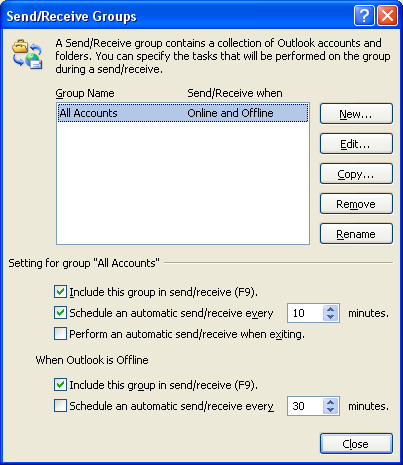 Send/Receive Groups
A Send/Receive group contains a collection of Outlook accounts and
folders. You can specify the tasks that will be performed on the group
during a send/receive.
Group Name Send/Receive when
All Accounts Online and Offline
New...
Edit...
Copy...
Remove
Rename
Setting for group "All Accounts"
Include this group in send/receive (F9).
Schedule an automatic send/receive every 10 minutes.
Perform an automatic send/receive when exiting.
When Outlook is Offline
Include this group in send/receive (F9).
Schedule an automatic send/receive every 30 minutes.
Close